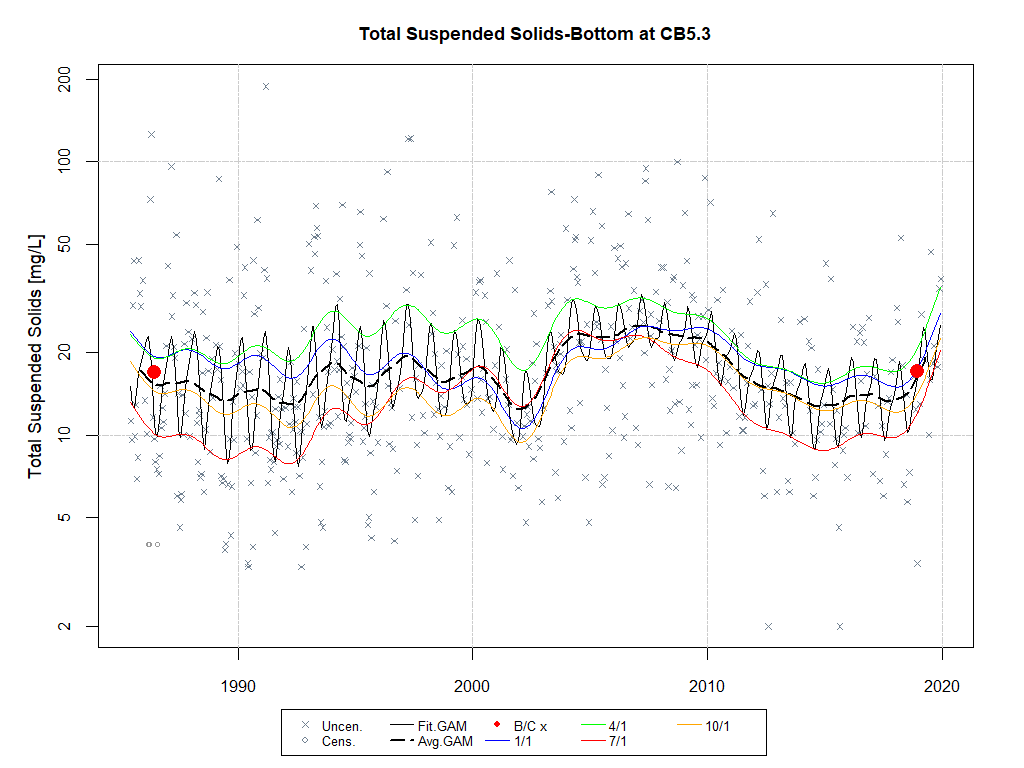 Total Suspended Solids-Bottom at CB5.3
Total Suspended Solids [mg/L]
200
100
50
20
10
5
2
1990 2000 2010 2020
Uncen. Fit.GAM B/C x 4/1 10/1
Cens. Avg.GAM 1/1 7/1